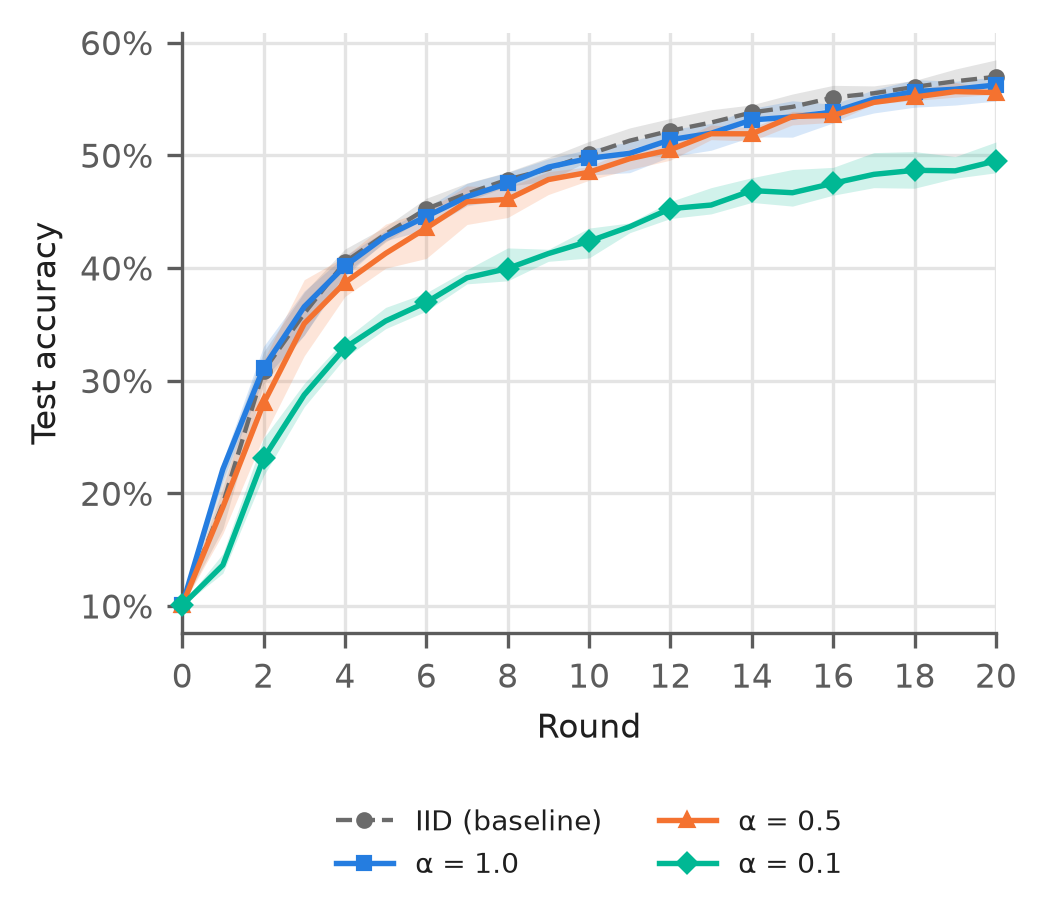 60%
50%
40%
30%
20%
10%
Test accuracy
0 2 4 6 8 10 12 14 16 18 20
Round
IID (baseline)
α = 1.0
α = 0.5
α = 0.1